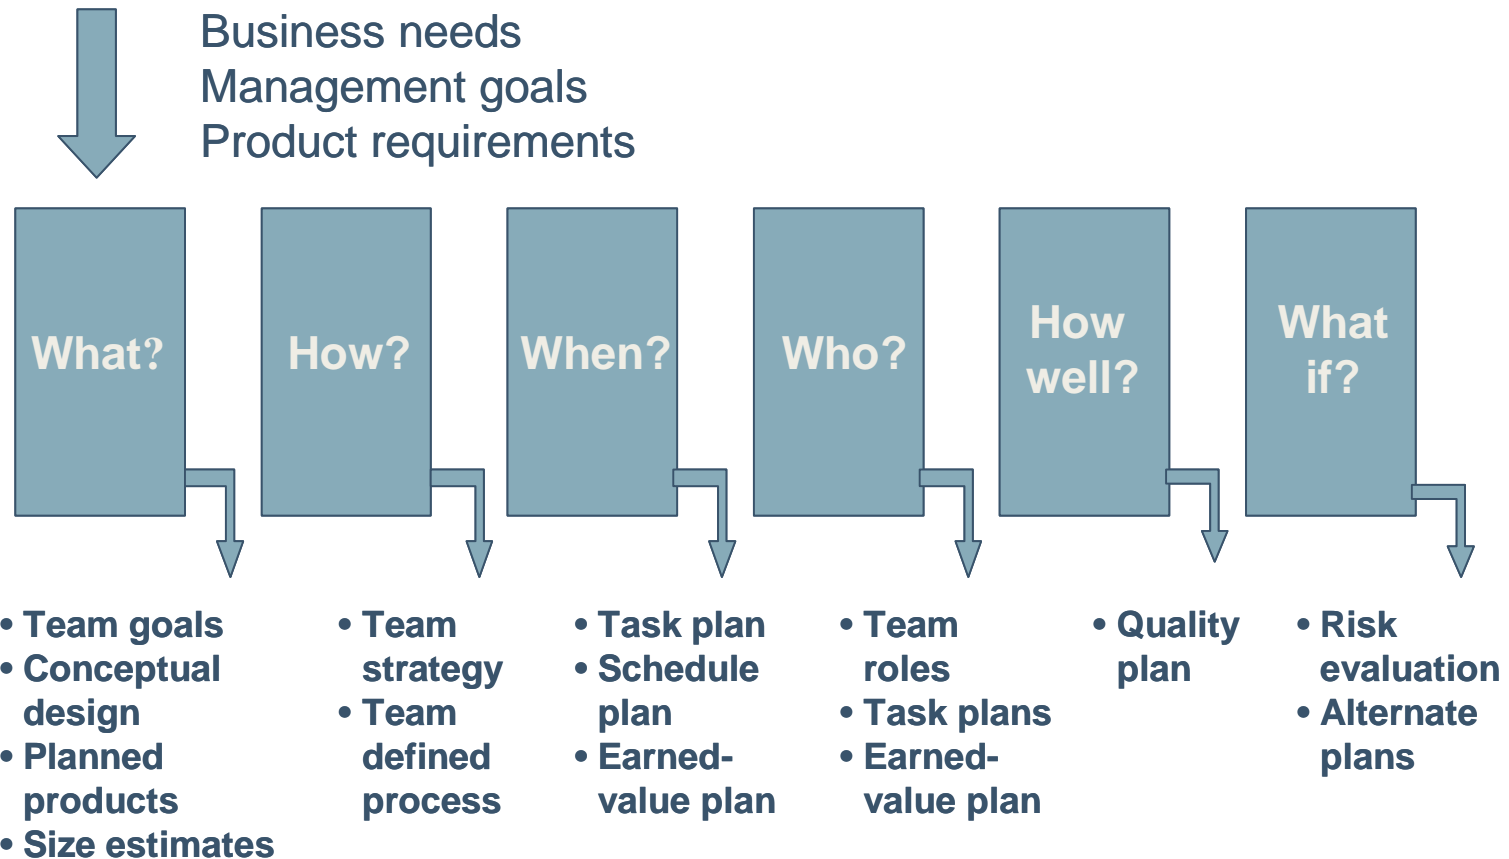 Business needs
Management goals
Product requirements
What?
How?
When?
Who?
How
well?
What
if?
• Team goals
• Conceptual
design
• Planned
products
• Size estimates
• Team
strategy
• Team
defined
process
• Task plan
• Schedule
plan
• Earned-
value plan
• Team
roles
• Task plans
• Earned-
value plan
• Quality
plan
• Risk
evaluation
• Alternate
plans